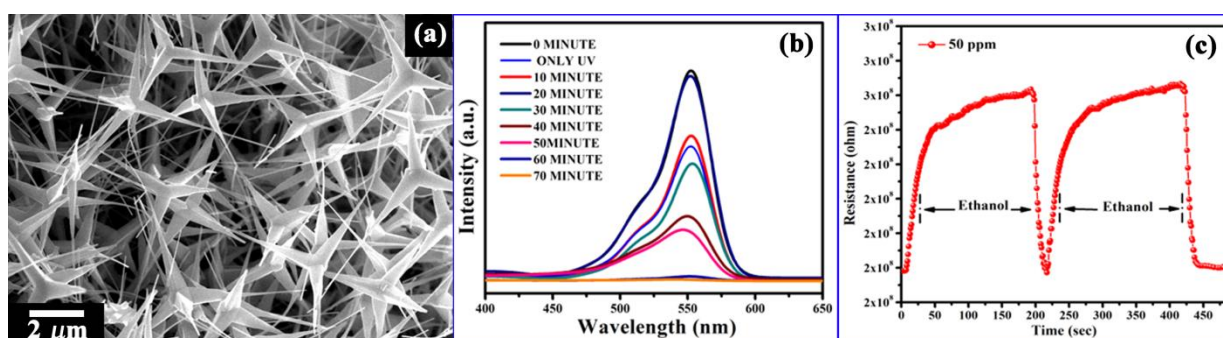 (a)
2 μm
(b)
0 MINUTE
ONLY UV
10 MINUTE
20 MINUTE
30 MINUTE
40 MINUTE
50MINUTE
60 MINUTE
70 MINUTE
Intensity (a.u.)
400 450 500 550 600 650
Wavelength (nm)
(c)
50 ppm
3x10⁸
3x10⁸
3x10⁸
2x10⁸
2x10⁸
2x10⁸
2x10⁸
2x10⁸
2x10⁸
Resistance (ohm)
Ethanol
Ethanol
0 50 100 150 200 250 300 350 400 450
Time (sec)